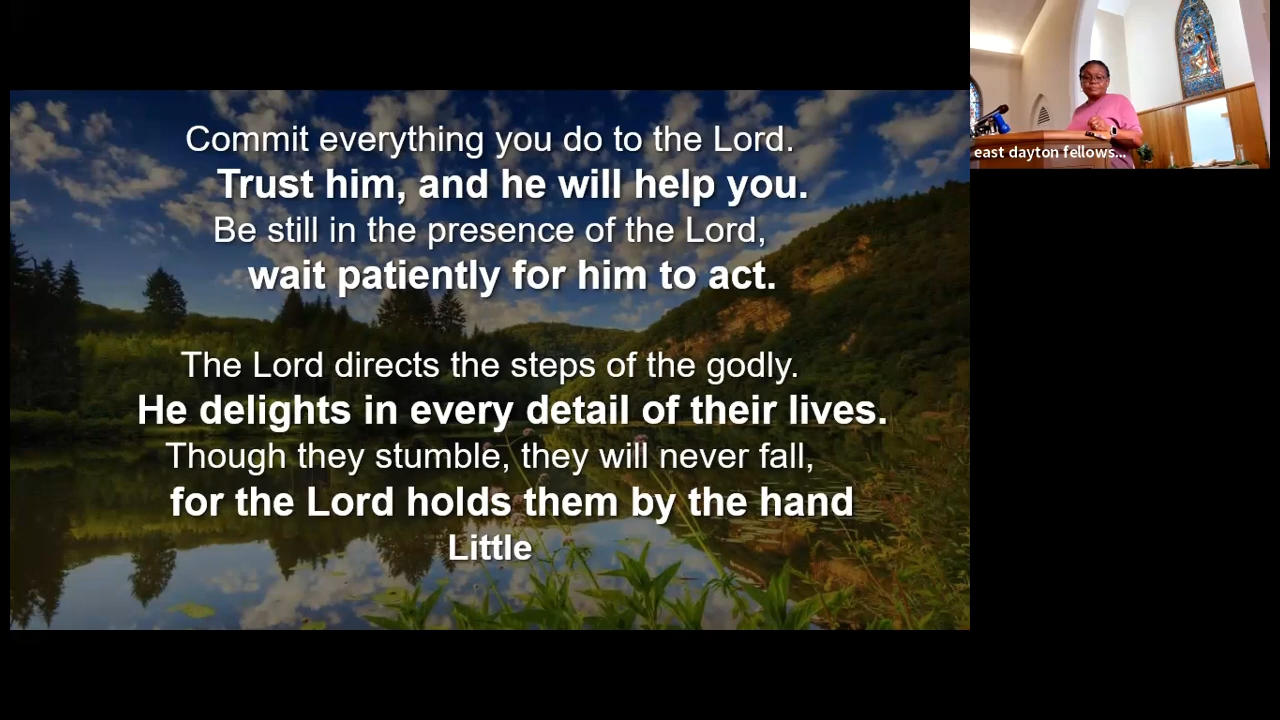 Commit everything you do to the Lord.
Trust him, and he will help you.
Be still in the presence of the Lord,
wait patiently for him to act.
The Lord directs the steps of the godly.
He delights in every detail of their lives.
Though they stumble, they will never fall,
for the Lord holds them by the hand
Little
east dayton fellows...